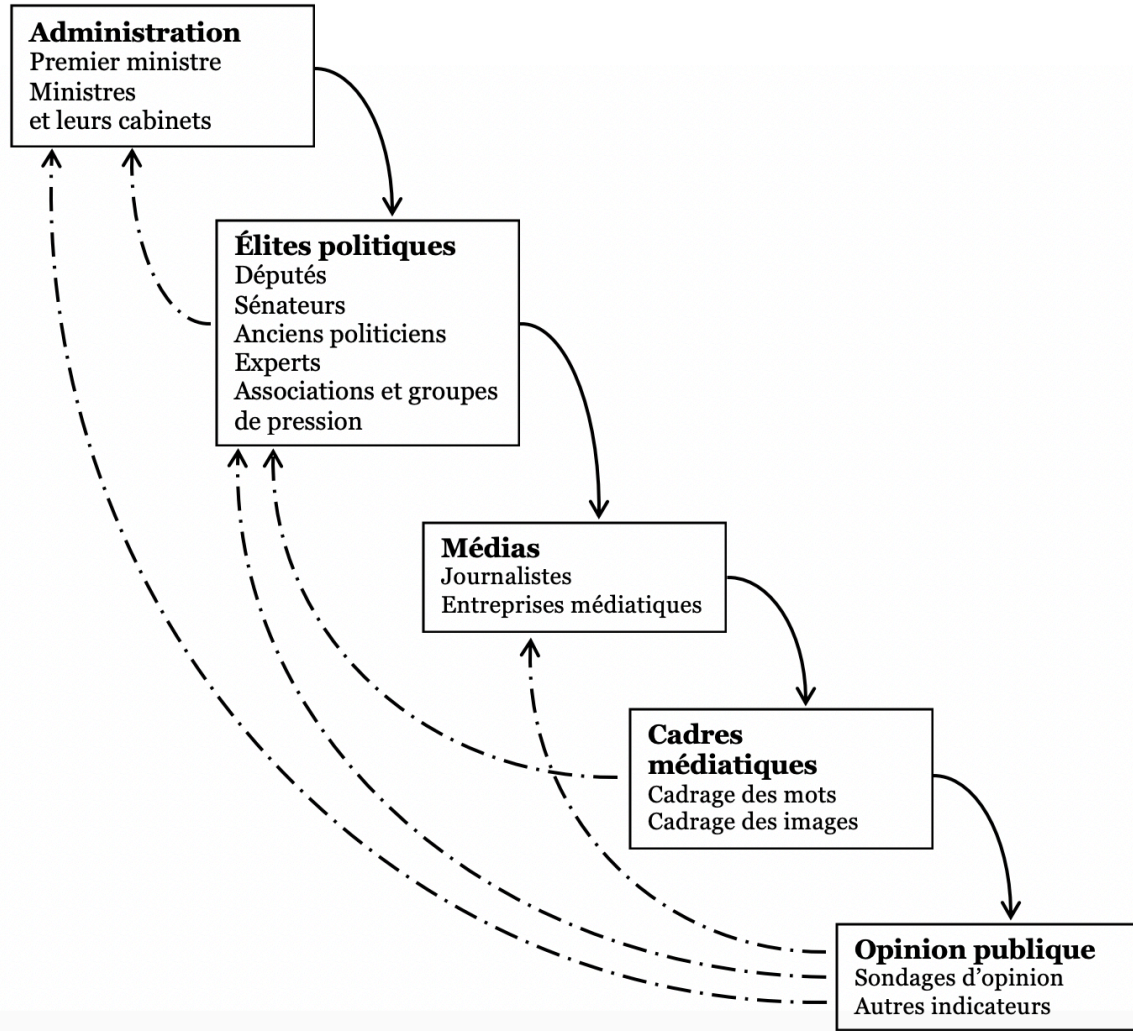 Administration
Premier ministre
Ministres
et leurs cabinets
Élites politiques
Députés
Sénateurs
Anciens politiciens
Experts
Associations et groupes
de pression
Médias
Journalistes
Entreprises médiatiques
Cadres
médiatiques
Cadrage des mots
Cadrage des images
Opinion publique
Sondages d’opinion
Autres indicateurs